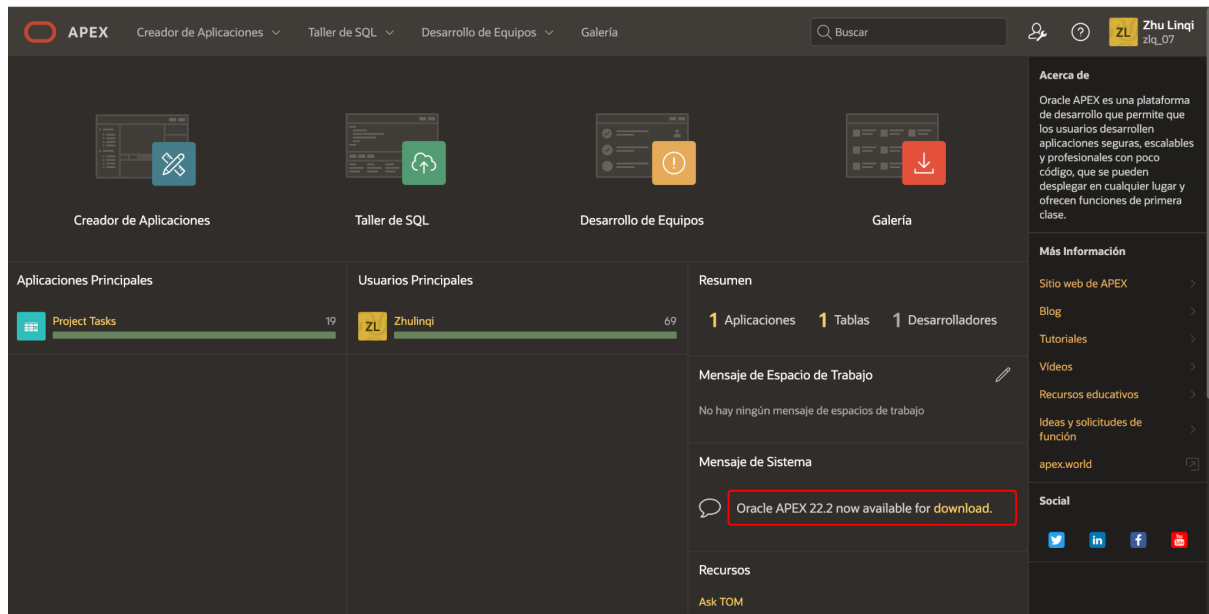 APEX
Creador de Aplicaciones
Taller de SQL
Desarrollo de Equipos
Galería
Buscar
ZL
Zhu Linqi
zlq_07
Creador de Aplicaciones
Taller de SQL
Desarrollo de Equipos
Galería
Aplicaciones Principales
Project Tasks
19
Usuarios Principales
ZL
Zhulinqi
69
Resumen
1 Aplicaciones
1 Tablas
1 Desarrolladores
Mensaje de Espacio de Trabajo
No hay ningún mensaje de espacios de trabajo
Mensaje de Sistema
Oracle APEX 22.2 now available for download.
Recursos
Ask TOM
Acerca de
Oracle APEX es una plataforma
de desarrollo que permite que
los usuarios desarrollen
aplicaciones seguras, escalables
y profesionales con poco
código, que se pueden
desplegar en cualquier lugar y
ofrecen funciones de primera
clase.
Más Información
Sitio web de APEX
Blog
Tutoriales
Vídeos
Recursos educativos
Ideas y solicitudes de
función
apex.world
Social